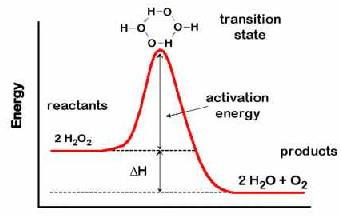 H–O
H–O O–H
O–H
transition
state
Energy
reactants
activation
energy
2 H₂O₂
products
ΔH
2 H₂O + O₂